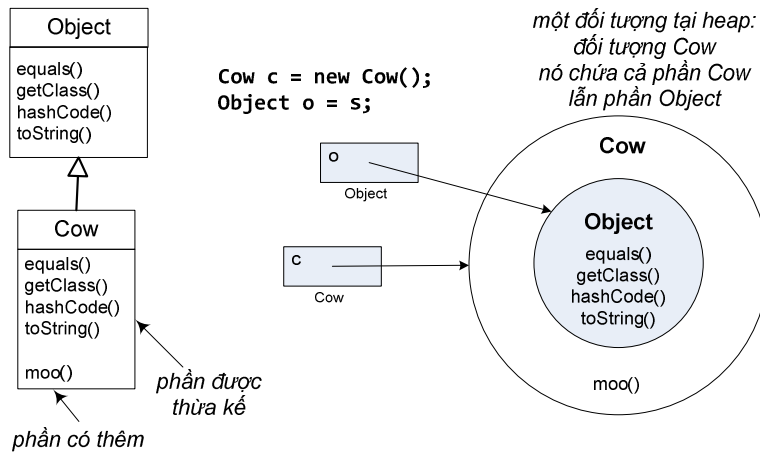 Object
equals()
getClass()
hashCode()
toString()
Cow
equals()
getClass()
hashCode()
toString()
moo()
phần được
thừa kế
phần có thêm
Cow c = new Cow();
Object o = s;
o
Object
c
Cow
một đối tượng tại heap:
đối tượng Cow
nó chứa cả phần Cow
lẫn phần Object
Cow
Object
equals()
getClass()
hashCode()
toString()
moo()